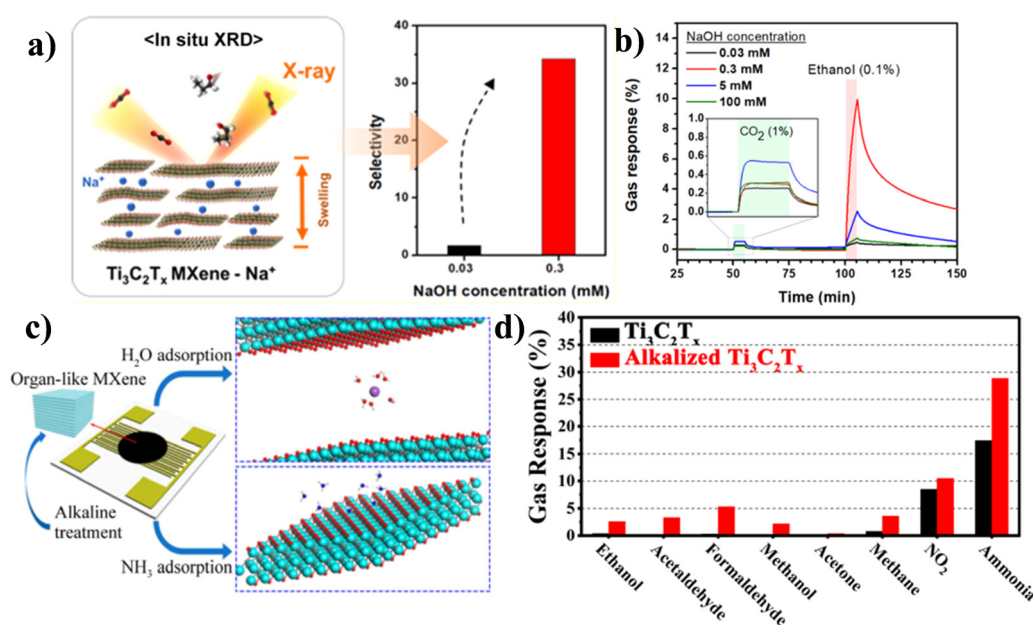 a)
<In situ XRD>
X-ray
Na⁺
Swelling
Ti₃C₂Tₓ MXene - Na⁺
Selectivity
40
30
20
10
0
0.03
0.3
NaOH concentration (mM)
b)
Gas response (%)
14
12
10
8
6
4
2
0
NaOH concentration
0.03 mM
0.3 mM
5 mM
100 mM
Ethanol (0.1%)
1.0
0.8
0.6
0.4
0.2
0.0
CO₂ (1%)
25
50
75
100
125
150
Time (min)
c)
H₂O adsorption
Organ-like MXene
Alkaline
treatment
NH₃ adsorption
d)
Gas Response (%)
40
35
30
25
20
15
10
5
0
Ti₃C₂Tₓ
Alkalized Ti₃C₂Tₓ
Ethanol
Acetaldehyde
Formaldehyde
Methanol
Acetone
Methane
NO₂
Ammonia